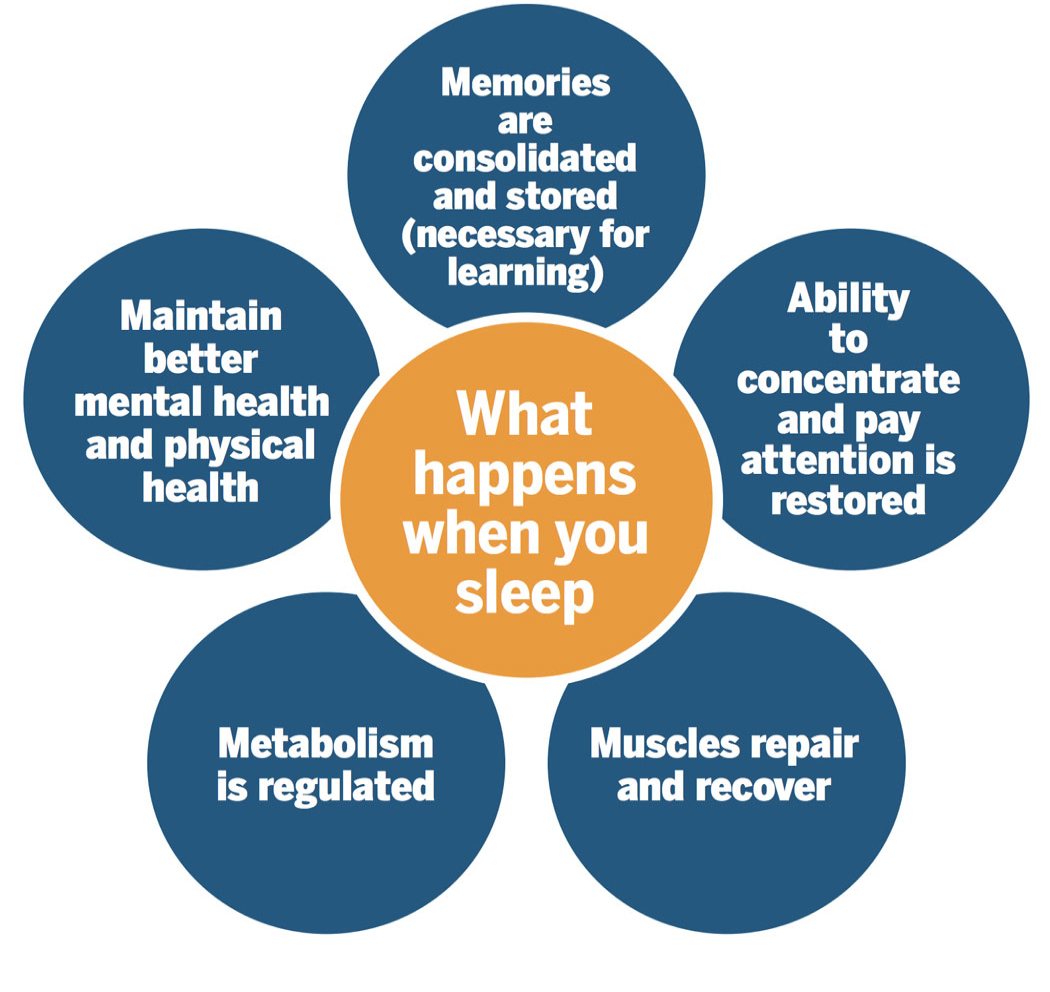 Memories
are
consolidated
and stored
(necessary for
learning)
Ability
to
concentrate
and pay
attention is
restored
Muscles repair
and recover
Metabolism
is regulated
Maintain
better
mental health
and physical
health
What
happens
when you
sleep